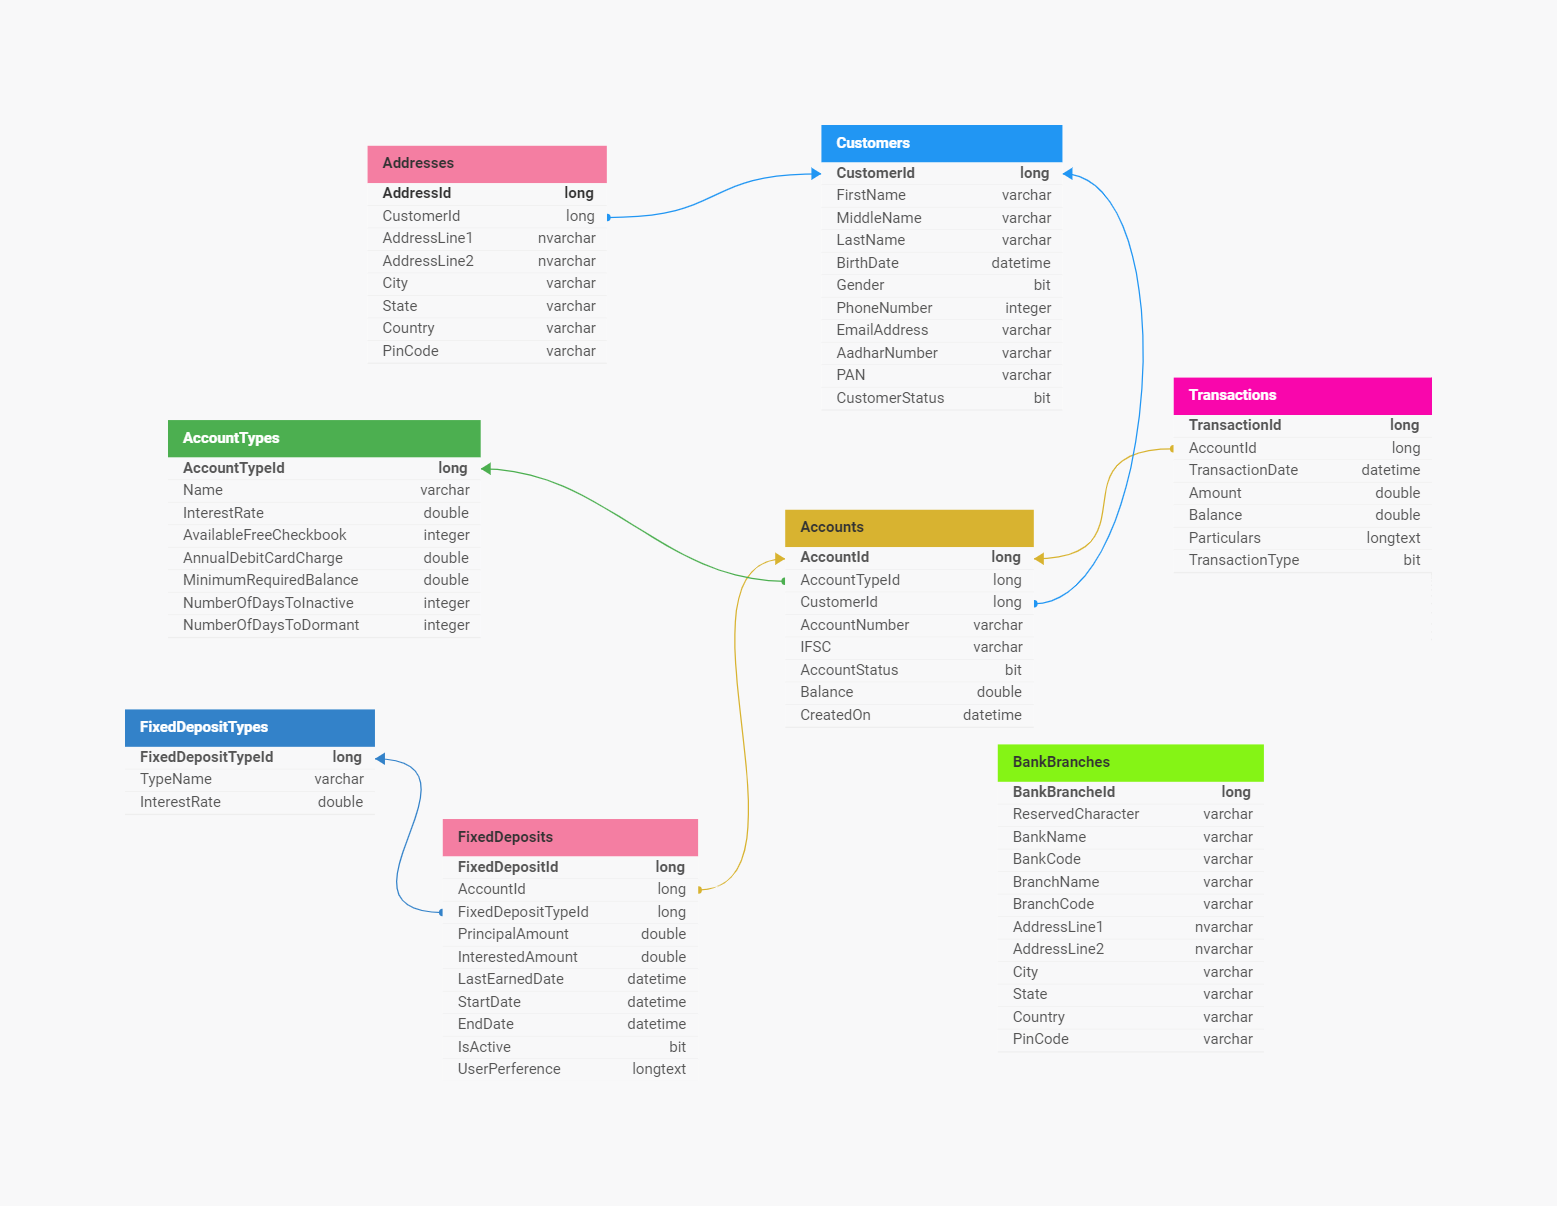 Addresses
AddressId long
CustomerId long
AddressLine1 nvarchar
AddressLine2 nvarchar
City varchar
State varchar
Country varchar
PinCode varchar
Customers
CustomerId long
FirstName varchar
MiddleName varchar
LastName varchar
BirthDate datetime
Gender bit
PhoneNumber integer
EmailAddress varchar
AadharNumber varchar
PAN varchar
CustomerStatus bit
Transactions
TransactionId long
AccountId long
TransactionDate datetime
Amount double
Balance double
Particulars longtext
TransactionType bit
AccountTypes
AccountTypeId long
Name varchar
InterestRate double
AvailableFreeCheckbook integer
AnnualDebitCardCharge double
MinimumRequiredBalance double
NumberOfDaysToInactive integer
NumberOfDaysToDormant integer
Accounts
AccountId long
AccountTypeId long
CustomerId long
AccountNumber varchar
IFSC varchar
AccountStatus bit
Balance double
CreatedOn datetime
FixedDepositTypes
FixedDepositTypeId long
TypeName varchar
InterestRate double
FixedDeposits
FixedDepositId long
AccountId long
FixedDepositTypeId long
PrincipalAmount double
InterestedAmount double
LastEarnedDate datetime
StartDate datetime
EndDate datetime
IsActive bit
UserPerference longtext
BankBranches
BankBrancheId long
ReservedCharacter varchar
BankName varchar
BankCode varchar
BranchName varchar
BranchCode varchar
AddressLine1 nvarchar
AddressLine2 nvarchar
City varchar
State varchar
Country varchar
PinCode varchar